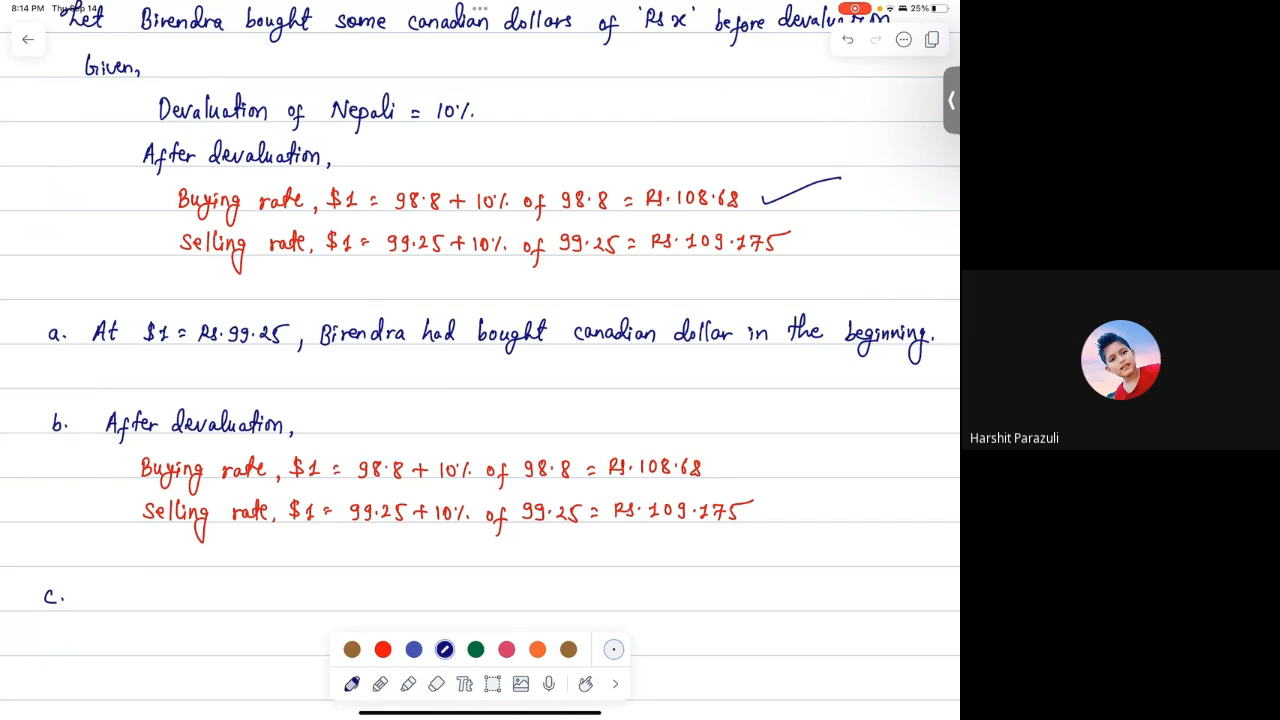 8:14 PM Thu Sep 14
25%
Let Birendra bought some canadian dollars of 'Rs x' before devaluation
Given,
Devaluation of Nepali = 10%.
After devaluation,
Buying rate, $1 = 98.8 + 10% of 98.8 = Rs. 108.68
Selling rate, $1 = 99.25 + 10% of 99.25 = Rs. 109.175
a. At $1 = Rs. 99.25, Birendra had bought canadian dollar in the beginning.
b. After devaluation,
Buying rate, $1 = 98.8 + 10% of 98.8 = Rs. 108.68
Selling rate, $1 = 99.25 + 10% of 99.25 = Rs. 109.175
c.
Tt
Harshit Parazuli